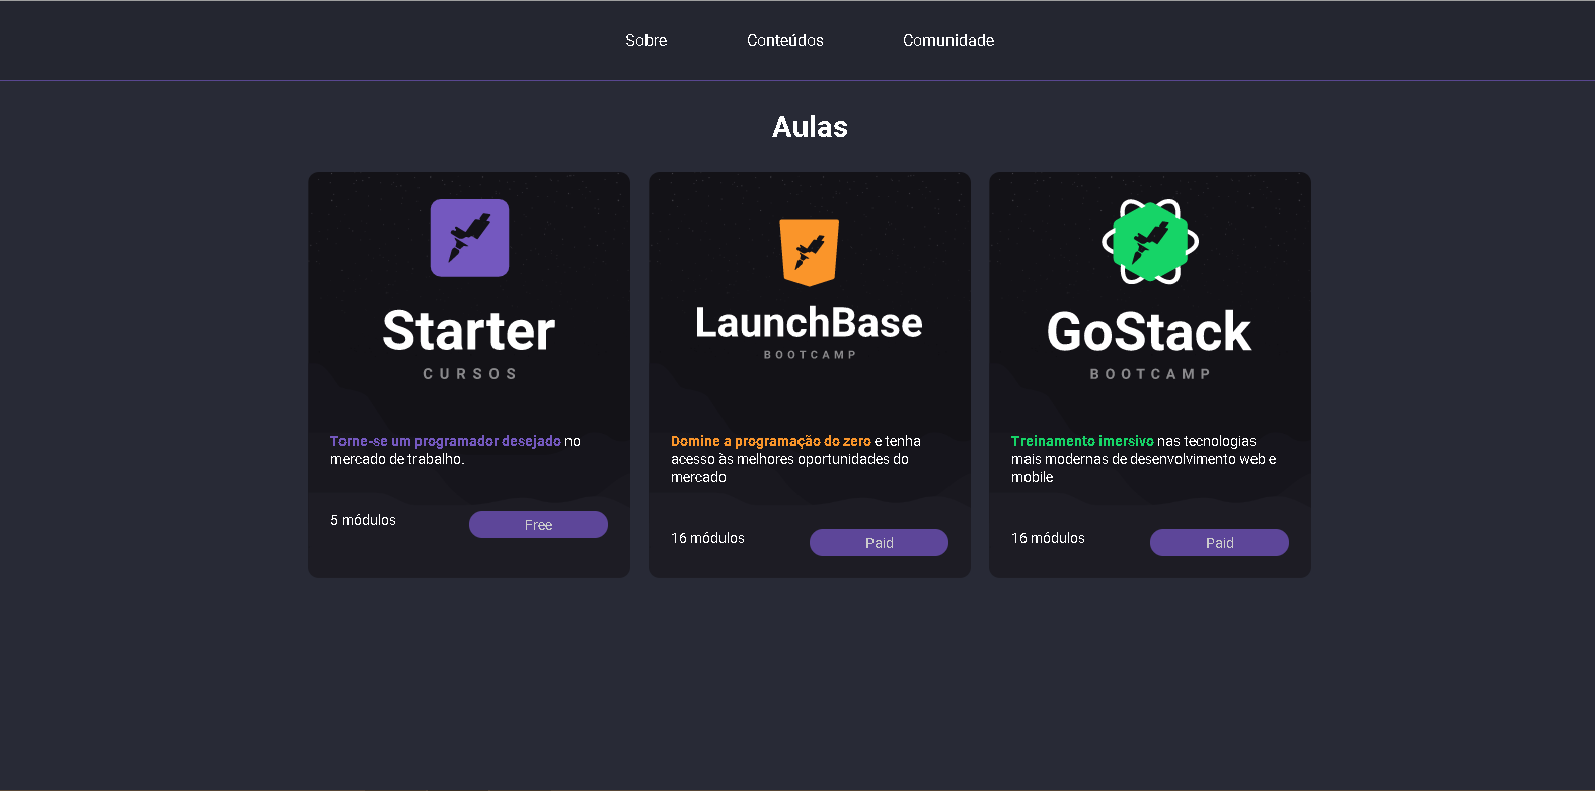 Sobre
Conteúdos
Comunidade
Aulas
Starter
CURSOS
Torne-se um programador desejado no
mercado de trabalho.
5 módulos
Free
LaunchBase
BOOTCAMP
Domine a programação do zero e tenha
acesso às melhores oportunidades do
mercado
16 módulos
Paid
GoStack
BOOTCAMP
Treinamento imersivo nas tecnologias
mais modernas de desenvolvimento web e
mobile
16 módulos
Paid